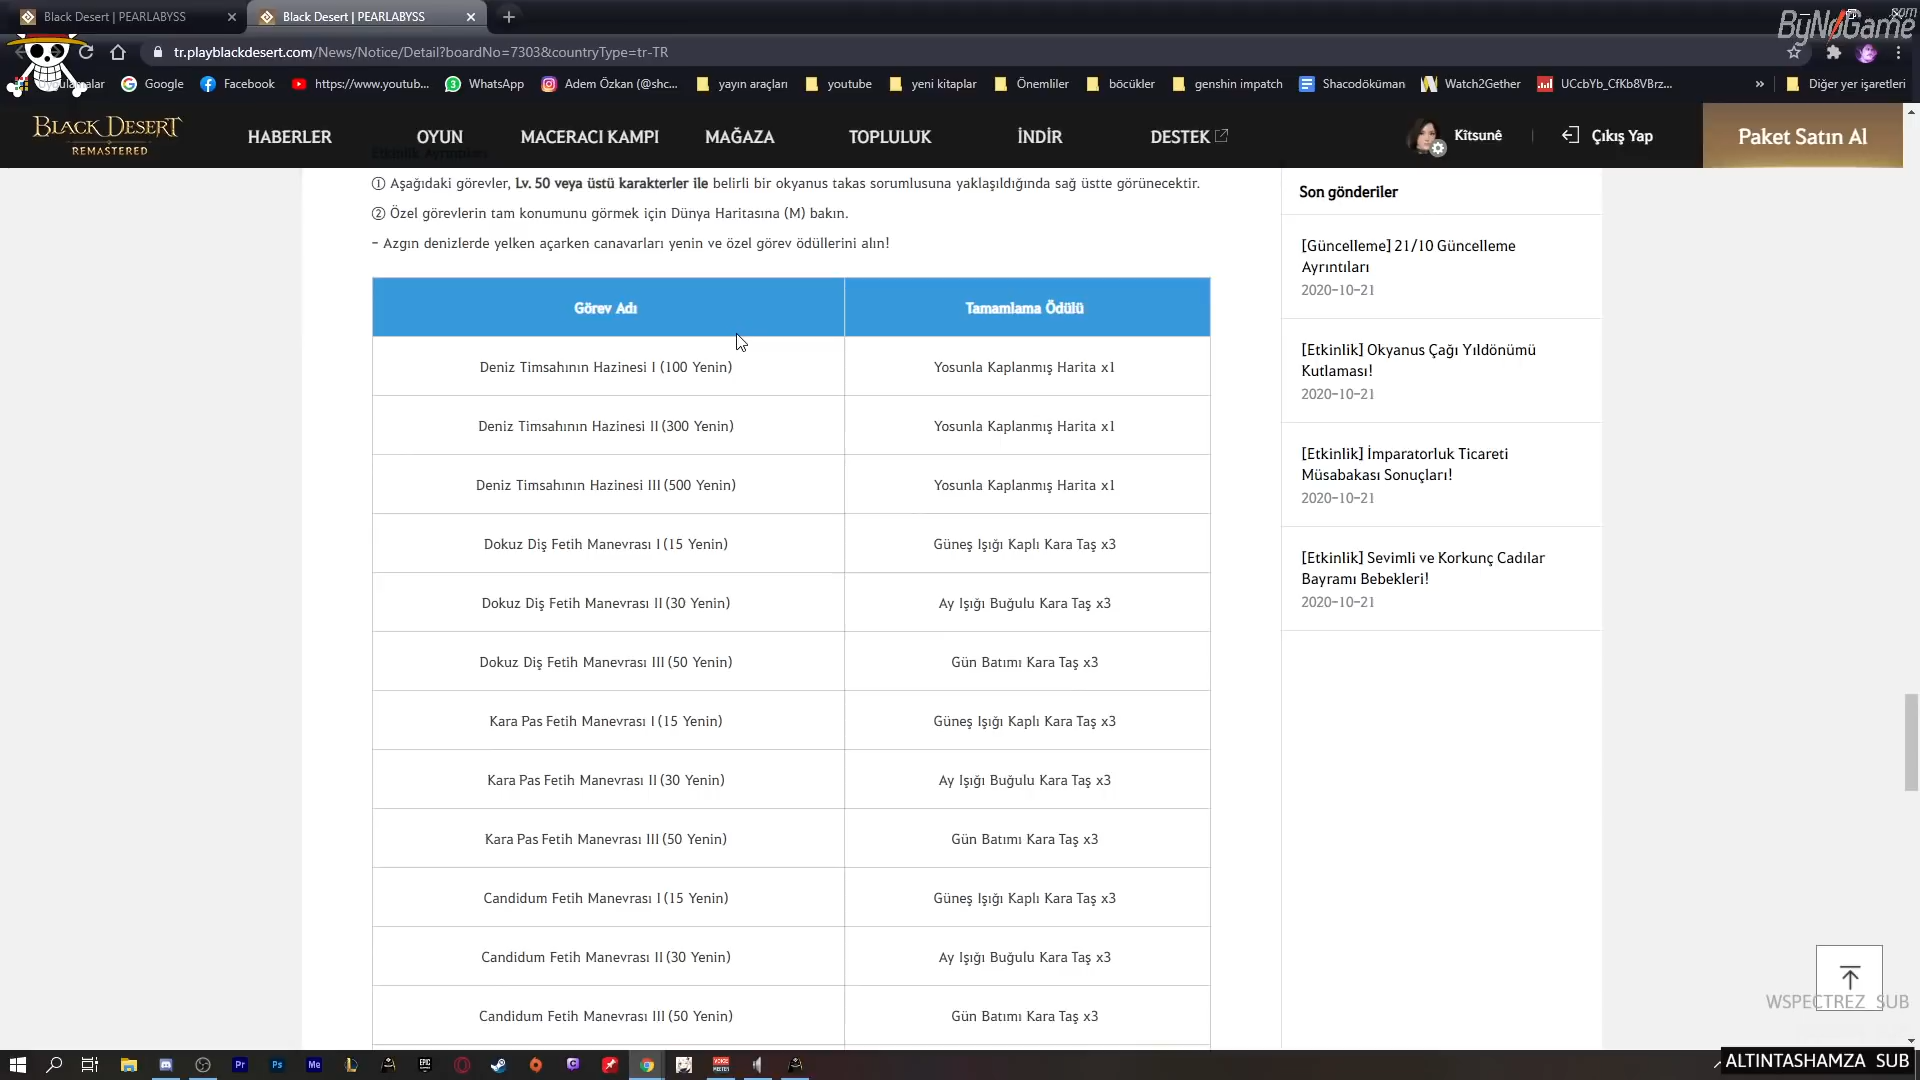 Black Desert | PEARLABYSS
Black Desert | PEARLABYSS
ByNoGame
.com
tr.playblackdesert.com/News/Notice/Detail?boardNo=7303&countryType=tr-TR
Google
Facebook
https://www.youtub...
WhatsApp
Adem Özkan (@shc...
yayın araçları
youtube
yeni kitaplar
Önemliler
böcükler
genshin impatch
Shacodöküman
Watch2Gether
UCcbYb_CfKb8VBrz...
»
Diğer yer işaretleri
BLACK DESERT
REMASTERED
HABERLER
OYUN
MACERACI KAMPI
MAĞAZA
TOPLULUK
İNDİR
DESTEK
Kitsunê
Çıkış Yap
Paket Satın Al
① Aşağıdaki görevler, Lv. 50 veya üstü karakterler ile belirli bir okyanus takas sorumlusuna yaklaşıldığında sağ üstte görünecektir.
② Özel görevlerin tam konumunu görmek için Dünya Haritasına (M) bakın.
- Azgın denizlerde yelken açarken canavarları yenin ve özel görev ödüllerini alın!
Görev Adı
Tamamlama Ödülü
Deniz Timsahının Hazinesi I (100 Yenin)
Yosunla Kaplanmış Harita x1
Deniz Timsahının Hazinesi II (300 Yenin)
Yosunla Kaplanmış Harita x1
Deniz Timsahının Hazinesi III (500 Yenin)
Yosunla Kaplanmış Harita x1
Dokuz Diş Fetih Manevrası I (15 Yenin)
Güneş Işığı Kaplı Kara Taş x3
Dokuz Diş Fetih Manevrası II (30 Yenin)
Ay Işığı Buğulu Kara Taş x3
Dokuz Diş Fetih Manevrası III (50 Yenin)
Gün Batımı Kara Taş x3
Kara Pas Fetih Manevrası I (15 Yenin)
Güneş Işığı Kaplı Kara Taş x3
Kara Pas Fetih Manevrası II (30 Yenin)
Ay Işığı Buğulu Kara Taş x3
Kara Pas Fetih Manevrası III (50 Yenin)
Gün Batımı Kara Taş x3
Candidum Fetih Manevrası I (15 Yenin)
Güneş Işığı Kaplı Kara Taş x3
Candidum Fetih Manevrası II (30 Yenin)
Ay Işığı Buğulu Kara Taş x3
Candidum Fetih Manevrası III (50 Yenin)
Gün Batımı Kara Taş x3
Son gönderiler
[Güncelleme] 21/10 Güncelleme
Ayrıntıları
2020-10-21
[Etkinlik] Okyanus Çağı Yıldönümü
Kutlaması!
2020-10-21
[Etkinlik] İmparatorluk Ticareti
Müsabakası Sonuçları!
2020-10-21
[Etkinlik] Sevimli ve Korkunç Cadılar
Bayramı Bebekleri!
2020-10-21
WSPECTREZ SUB
Pr
Ps
Me
EPIC
ALTINTASHAMZA SUB